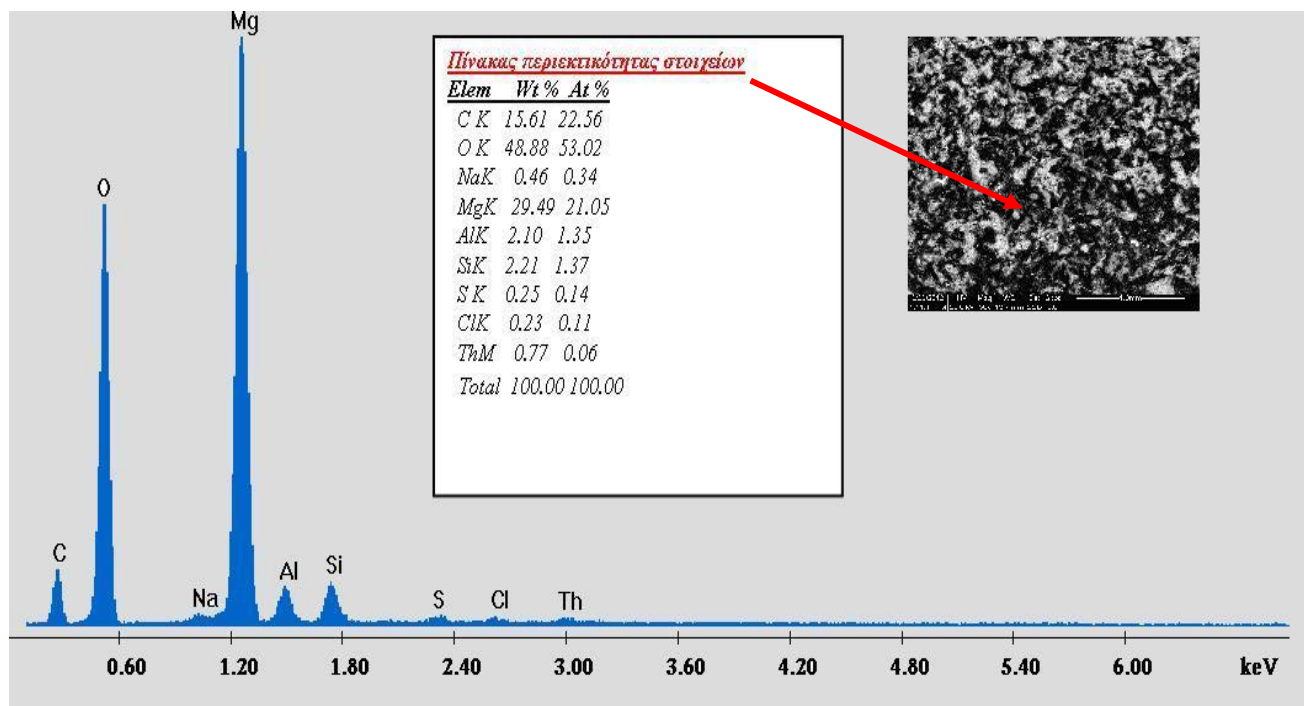 Mg
O
C
Na
Al
Si
S
Cl
Th
Πίνακας περιεκτικότητας στοιχείων
Elem Wt % At %
C K 15.61 22.56
O K 48.88 53.02
NaK 0.46 0.34
MgK 29.49 21.05
AlK 2.10 1.35
SiK 2.21 1.37
S K 0.25 0.14
ClK 0.23 0.11
ThM 0.77 0.06
Total 100.00 100.00
0.60 1.20 1.80 2.40 3.00 3.60 4.20 4.80 5.40 6.00 keV